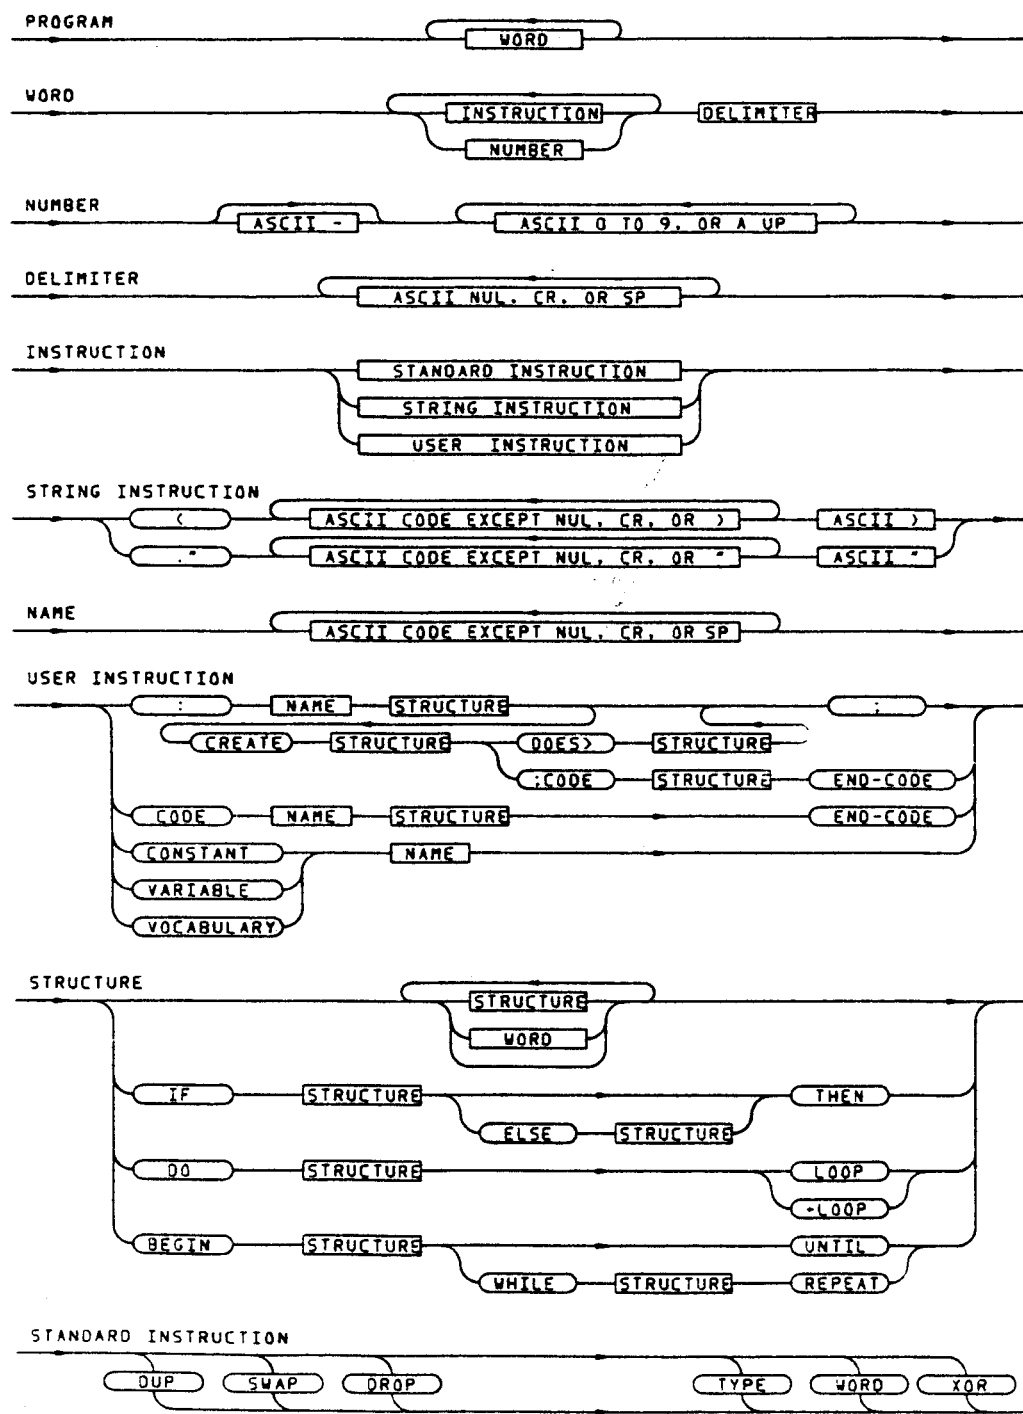 PROGRAM
WORD
WORD
INSTRUCTION DELIMITER
NUMBER
NUMBER
ASCII - ASCII 0 TO 9, OR A UP
DELIMITER
ASCII NUL, CR, OR SP
INSTRUCTION
STANDARD INSTRUCTION
STRING INSTRUCTION
USER INSTRUCTION
STRING INSTRUCTION
( ASCII CODE EXCEPT NUL, CR, OR ) ASCII )
." ASCII CODE EXCEPT NUL, CR, OR " ASCII "
NAME
ASCII CODE EXCEPT NUL, CR, OR SP
USER INSTRUCTION
: NAME STRUCTURE ;
CREATE STRUCTURE DOES> STRUCTURE
;CODE STRUCTURE END-CODE
CODE NAME STRUCTURE END-CODE
CONSTANT NAME
VARIABLE
VOCABULARY
STRUCTURE
STRUCTURE
WORD
IF STRUCTURE THEN
ELSE STRUCTURE
DO STRUCTURE LOOP
+LOOP
BEGIN STRUCTURE UNTIL
WHILE STRUCTURE REPEAT
STANDARD INSTRUCTION
DUP SWAP DROP TYPE WORD XOR